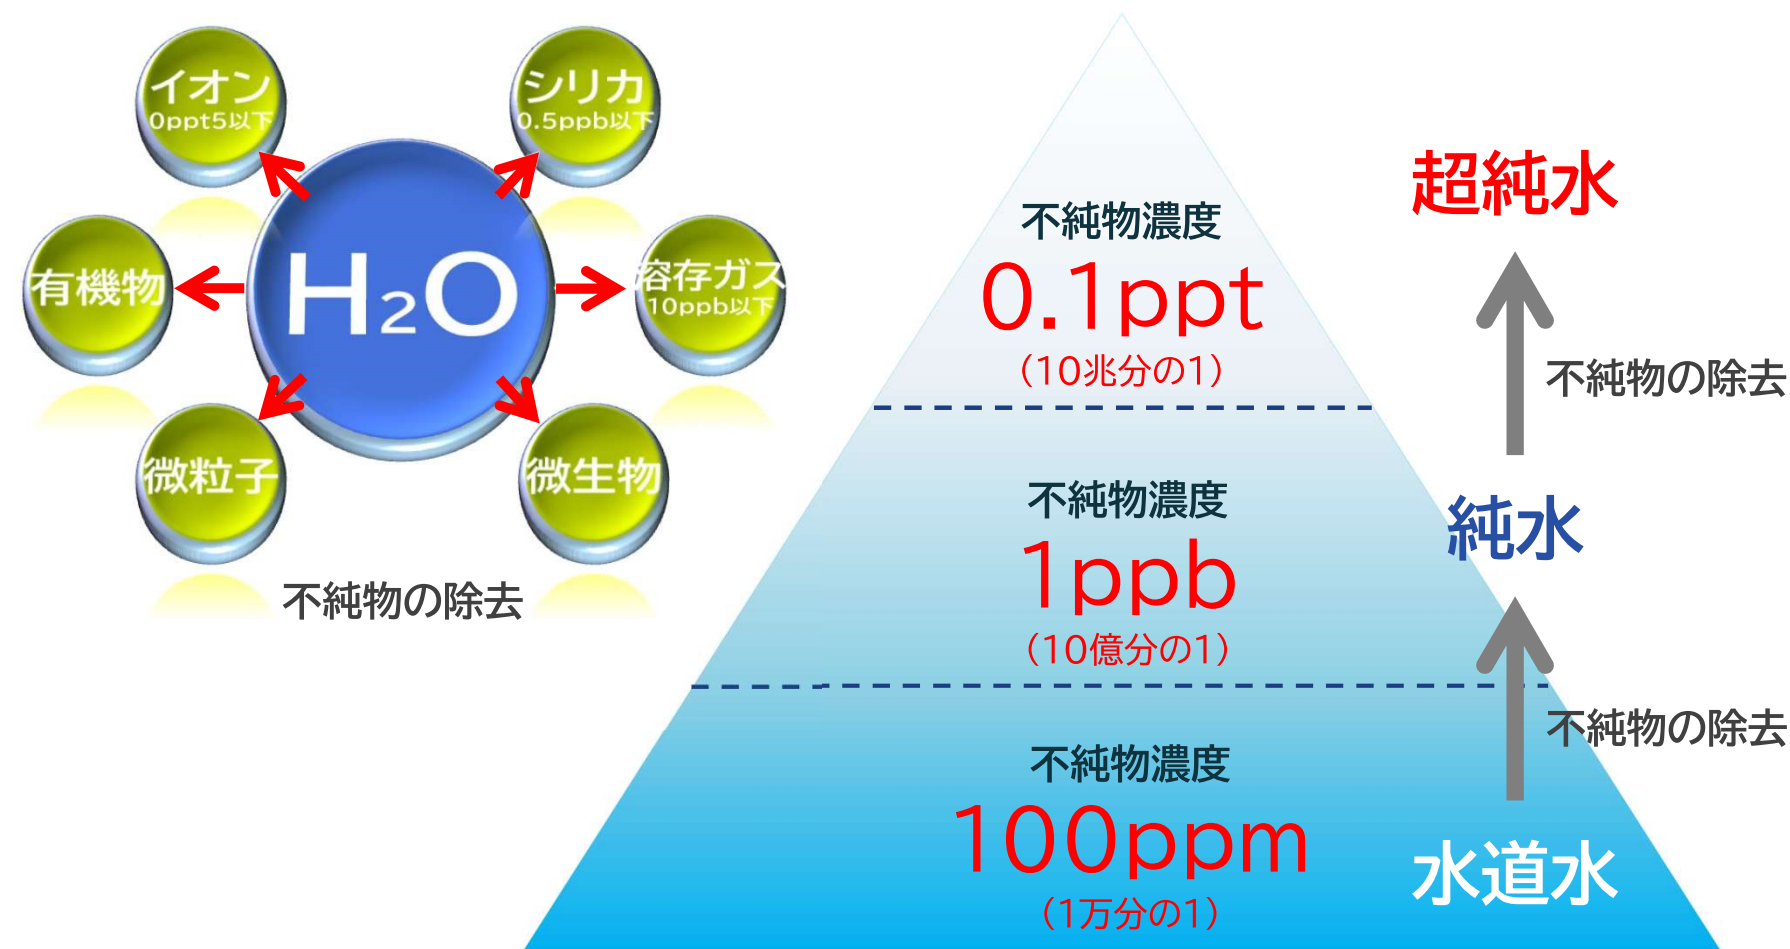 イオン
0ppt5以下
シリカ
0.5ppb以下
有機物
H₂O
溶存ガス
10ppb以下
微粒子
微生物
不純物の除去
不純物濃度
0.1ppt
（10兆分の1）
超純水
不純物の除去
不純物濃度
1ppb
（10億分の1）
純水
不純物の除去
不純物濃度
100ppm
（1万分の1）
水道水